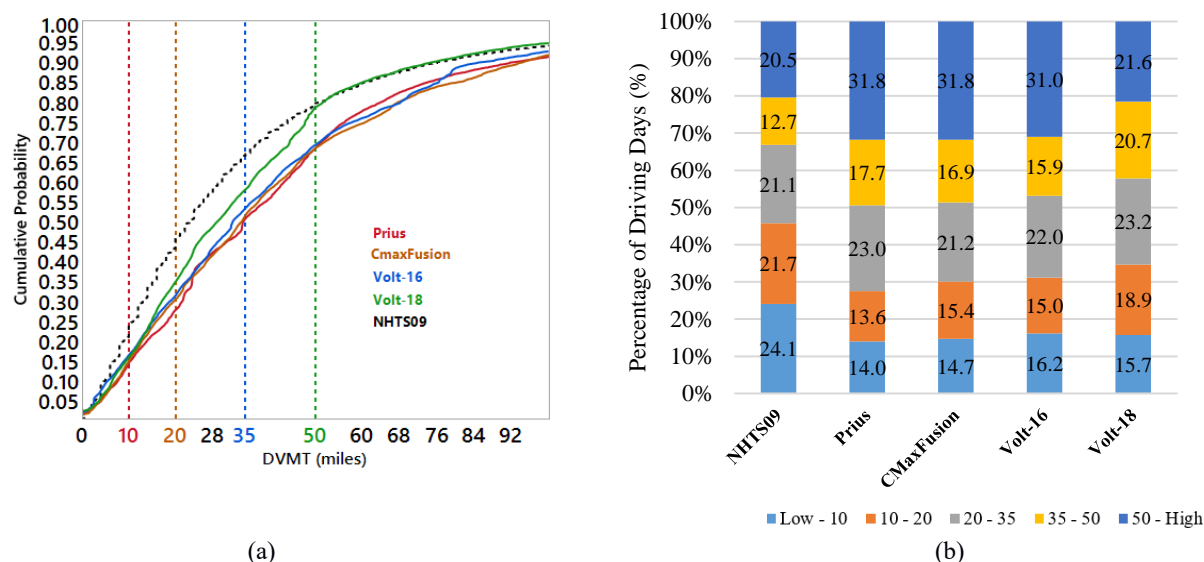 Cumulative Probability
1.00
0.95
0.90
0.85
0.80
0.75
0.70
0.65
0.60
0.55
0.50
0.45
0.40
0.35
0.30
0.25
0.20
0.15
0.10
0.05
Prius
CmaxFusion
Volt-16
Volt-18
NHTS09
0 10 20 28 35 50 60 68 76 84 92
DVMT (miles)
(a)
Percentage of Driving Days (%)
100%
90%
80%
70%
60%
50%
40%
30%
20%
10%
0%
20.5 31.8 31.8 31.0 21.6
12.7 17.7 16.9 15.9 20.7
21.1 23.0 21.2 22.0 23.2
21.7 13.6 15.4 15.0 18.9
24.1 14.0 14.7 16.2 15.7
NHTS09 Prius CMaxFusion Volt-16 Volt-18
Low - 10 10 - 20 20 - 35 35 - 50 50 - High
(b)